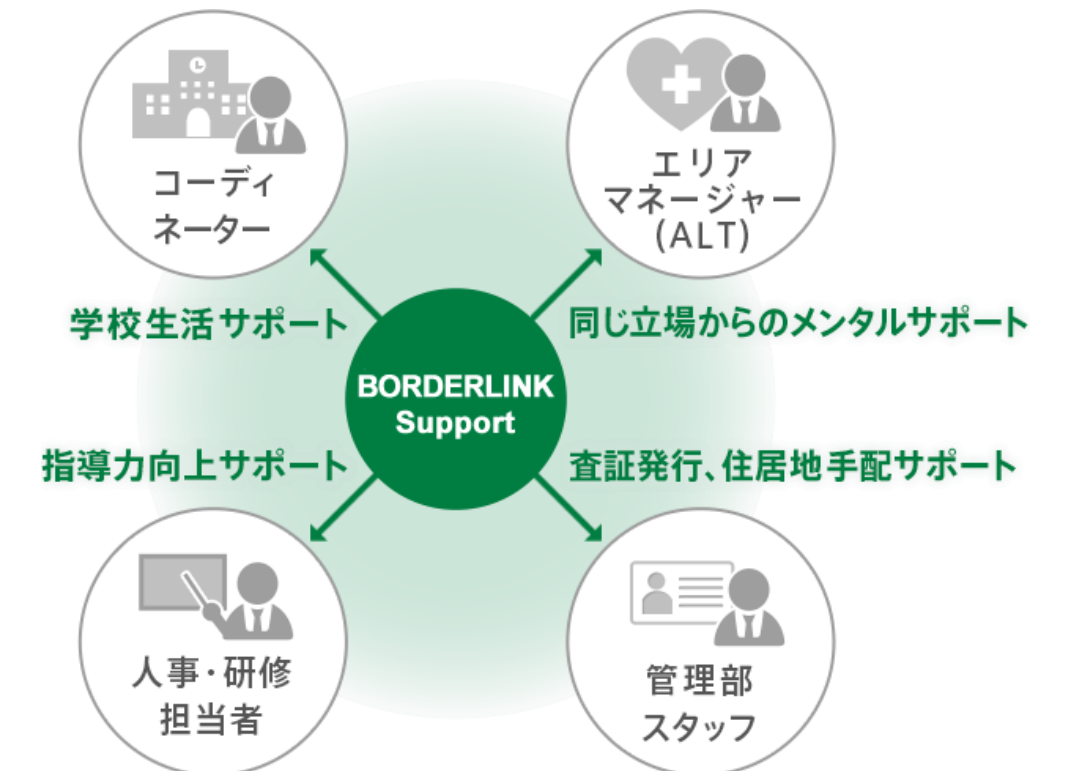 コーディ
ネーター
エリア
マネージャー
(ALT)
学校生活サポート
同じ立場からのメンタルサポート
BORDERLINK
Support
指導力向上サポート
査証発行、住居地手配サポート
人事・研修
担当者
管理部
スタッフ